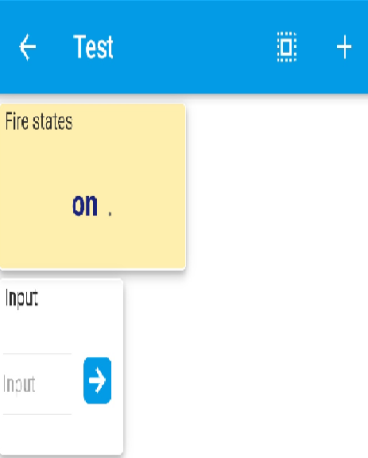 Test
Fire states
on .
Input
Input